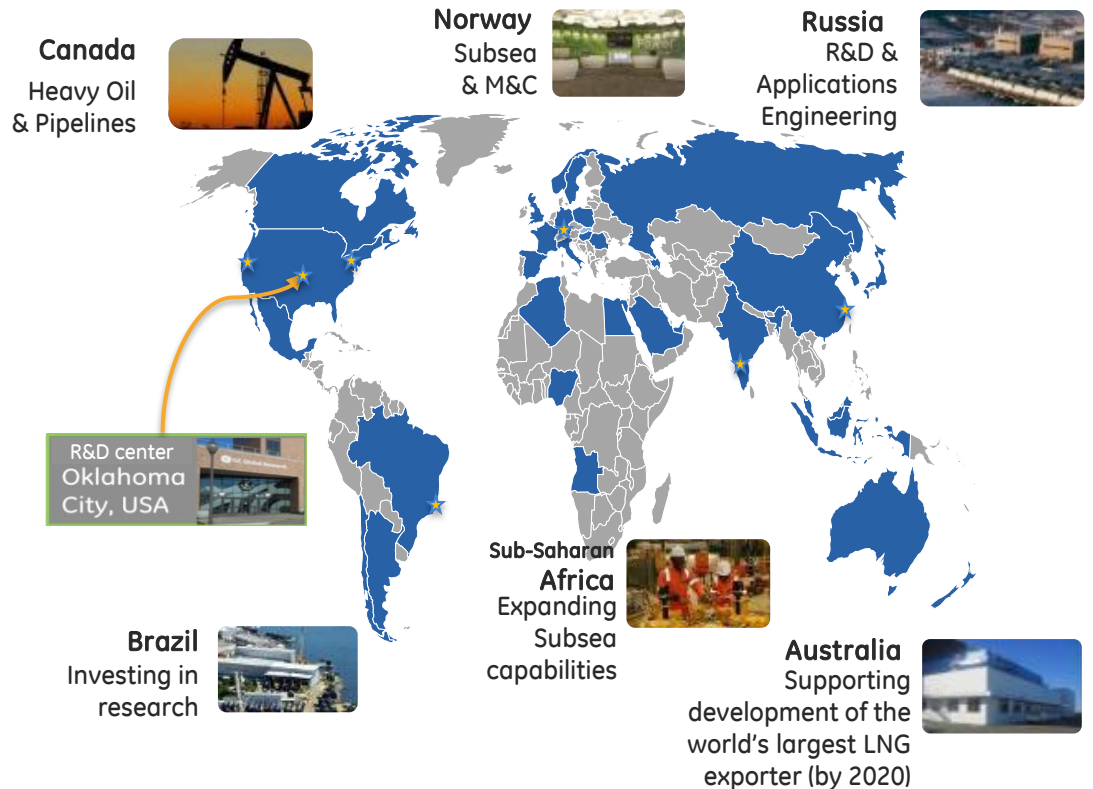 Canada
Heavy Oil
& Pipelines
Norway
Subsea
& M&C
Russia
R&D &
Applications
Engineering
R&D center
Oklahoma
City, USA
Sub-Saharan
Africa
Expanding
Subsea
capabilities
Brazil
Investing in
research
Australia
Supporting
development of the
world's largest LNG
exporter (by 2020)